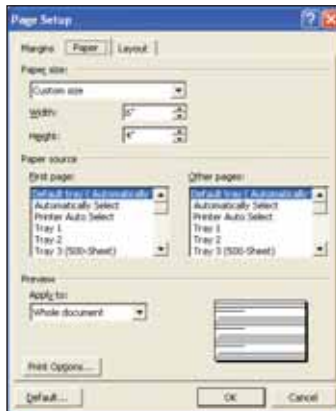 Page Setup
Margins Paper Layout
Paper size:
Custom size
Width: 6"
Height: 4"
Paper source
First page: Other pages:
Default tray (Automatically Default tray (Automatically
Automatically Select Automatically Select
Printer Auto Select Printer Auto Select
Tray 1 Tray 1
Tray 2 Tray 2
Tray 3 (500-Sheet) Tray 3 (500-Sheet)
Preview
Apply to:
Whole document
Print Options...
Default... OK Cancel